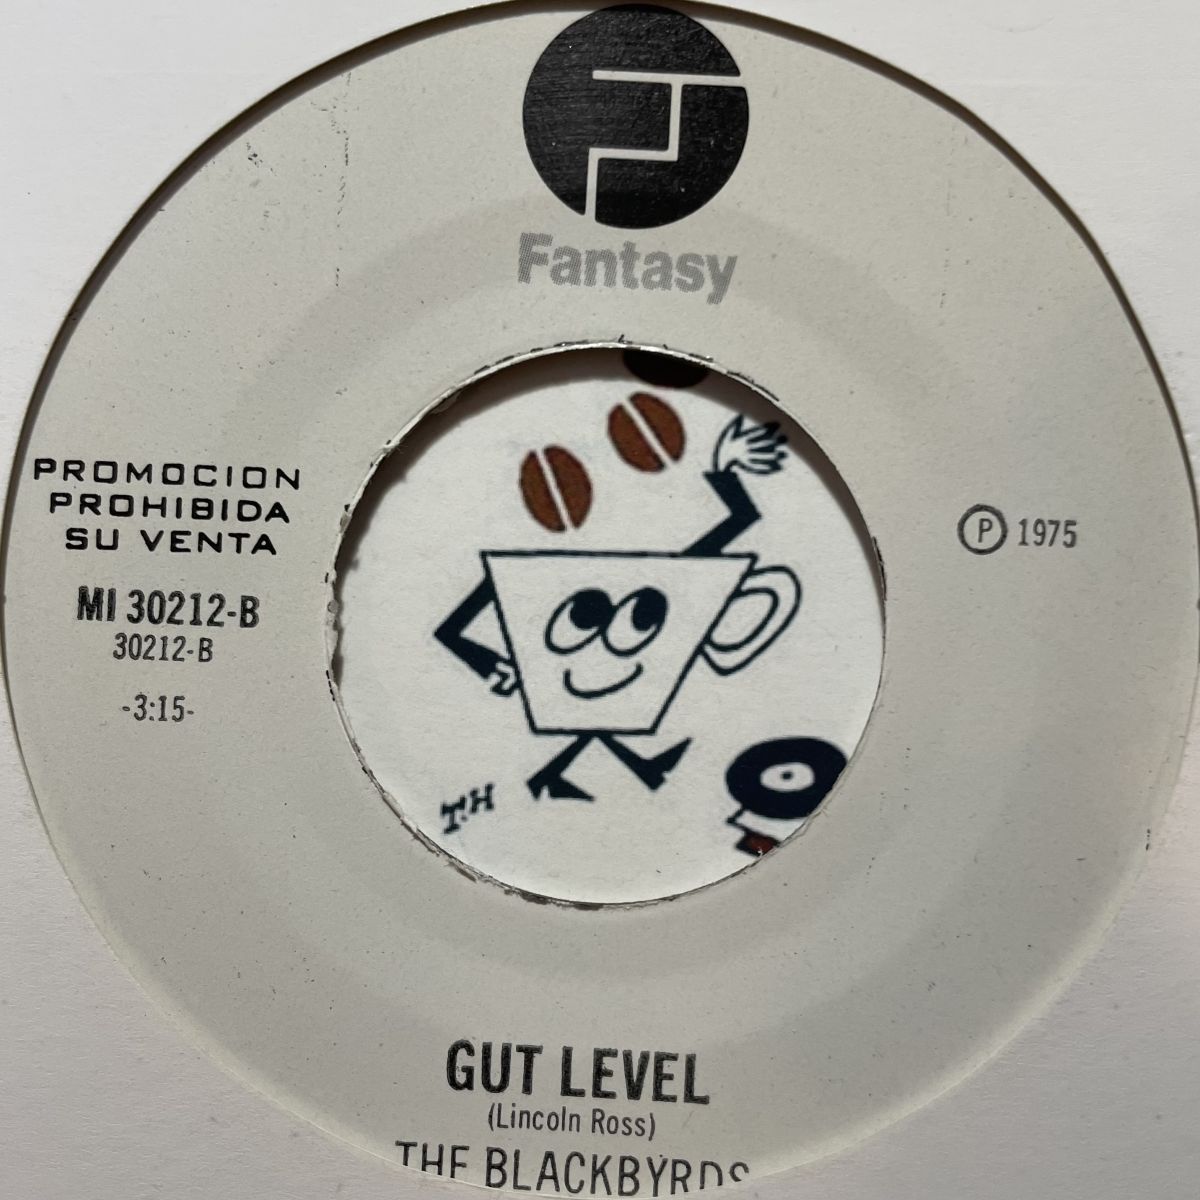 Fantasy
PROMOCION
PROHIBIDA
SU VENTA
MI 30212-B
30212-B
-3:15-
Ⓟ 1975
T.H
GUT LEVEL
(Lincoln Ross)
THE BLACKBYRDS